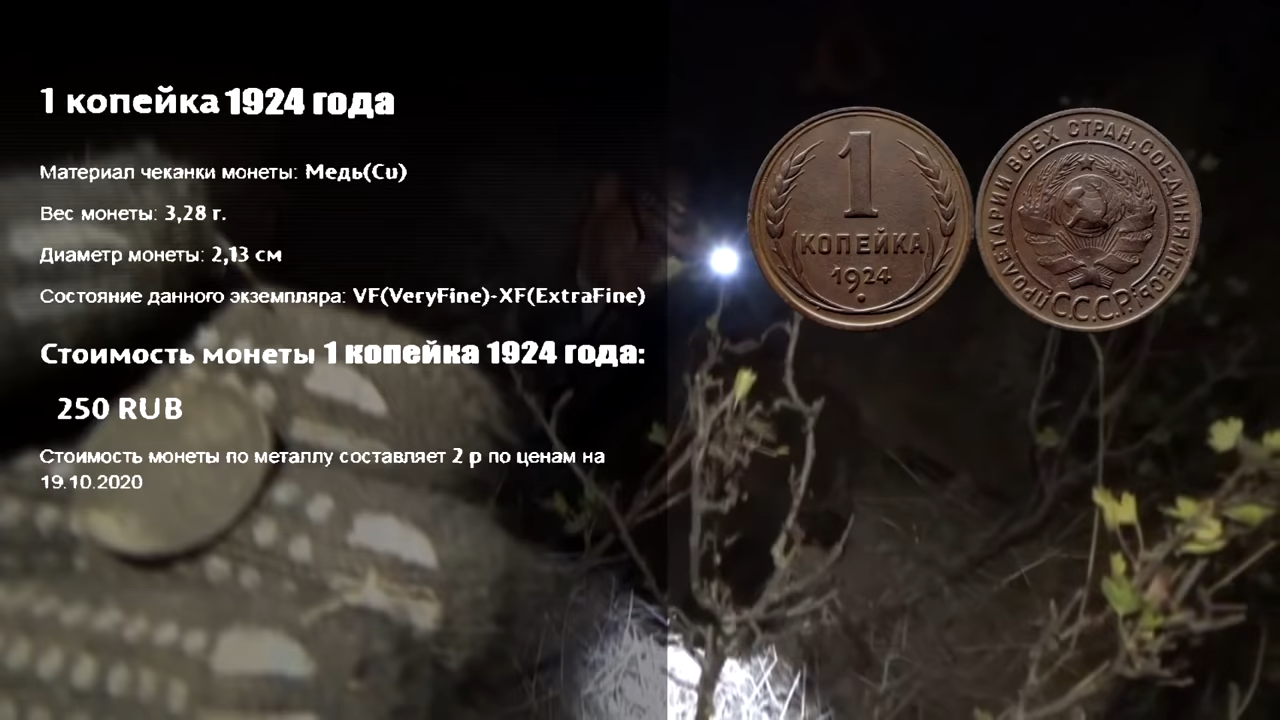 1 копейка 1924 года
Материал чеканки монеты: Медь(Cu)
Вес монеты: 3,28 г.
Диаметр монеты: 2,13 см
Состояние данного экземпляра: VF(VeryFine)-XF(ExtraFine)
Стоимость монеты 1 копейка 1924 года:
250 RUB
Стоимость монеты по металлу составляет 2 р по ценам на
19.10.2020
1
КОПЕЙКА
1924
ПРОЛЕТАРИИ ВСЕХ СТРАН, СОЕДИНЯЙТЕСЬ!
С.С.С.Р.